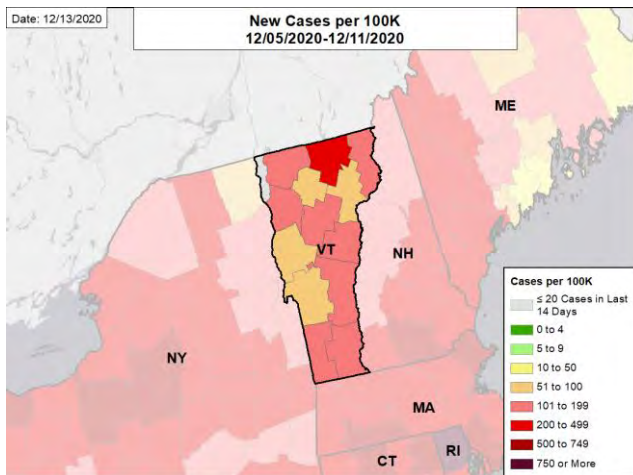 Date: 12/13/2020
New Cases per 100K
12/05/2020-12/11/2020
ME
VT
NH
NY
MA
CT
RI
Cases per 100K
≤ 20 Cases in Last
14 Days
0 to 4
5 to 9
10 to 50
51 to 100
101 to 199
200 to 499
500 to 749
750 or More